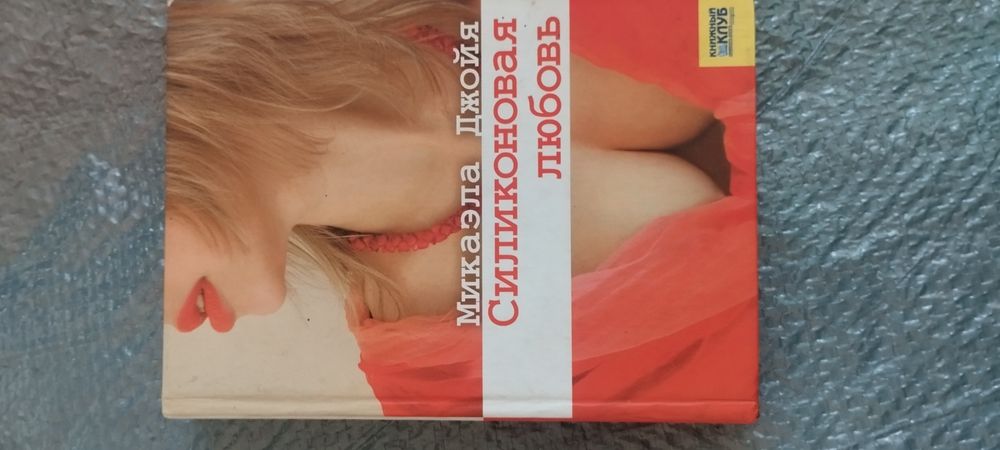 КНИЖНЫЙ
КЛУБ
Микаэла Джойя
Силиконовая
любовь